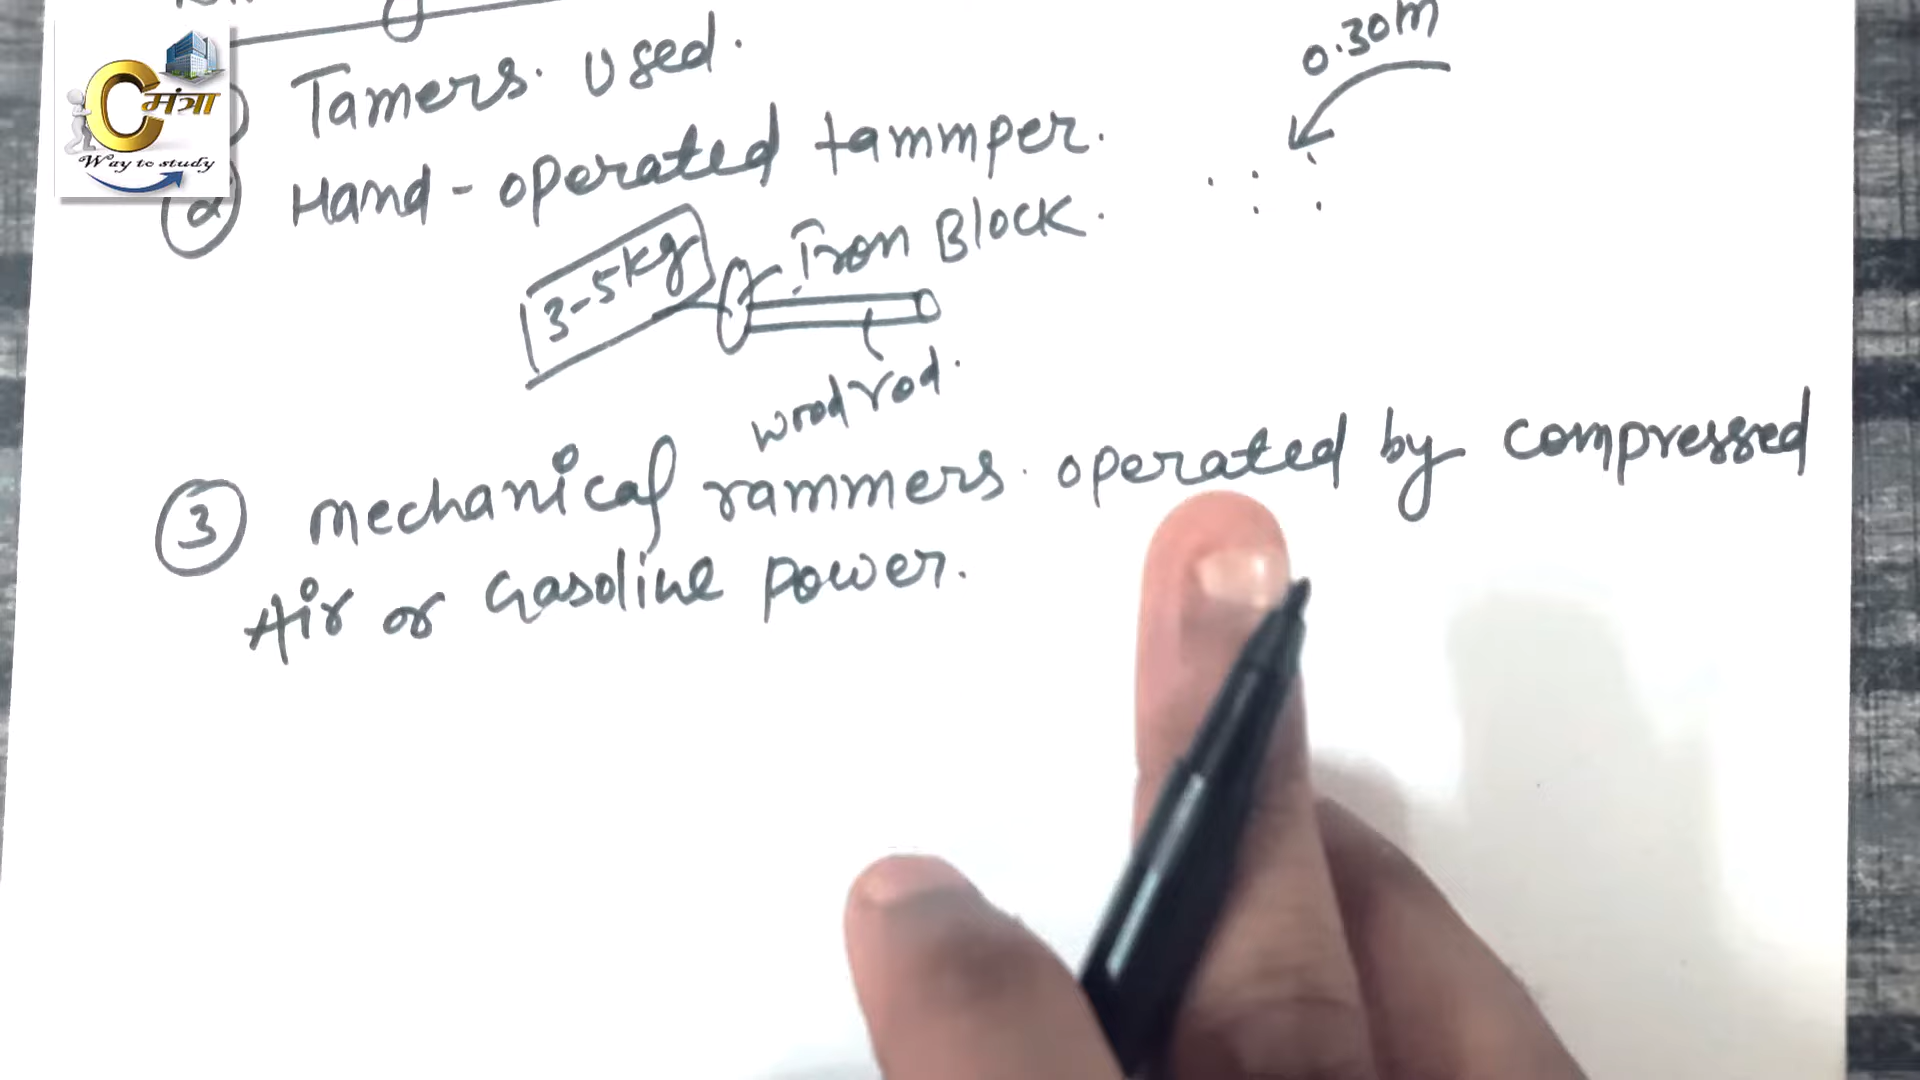 मंत्रा
Way to study
0.30m
Tamers. Used.
② Hand-operated tammper.
3-5kg
Iron Block.
wood rod.
③ mechanical rammers. operated by compressed
Air or Gasoline power.